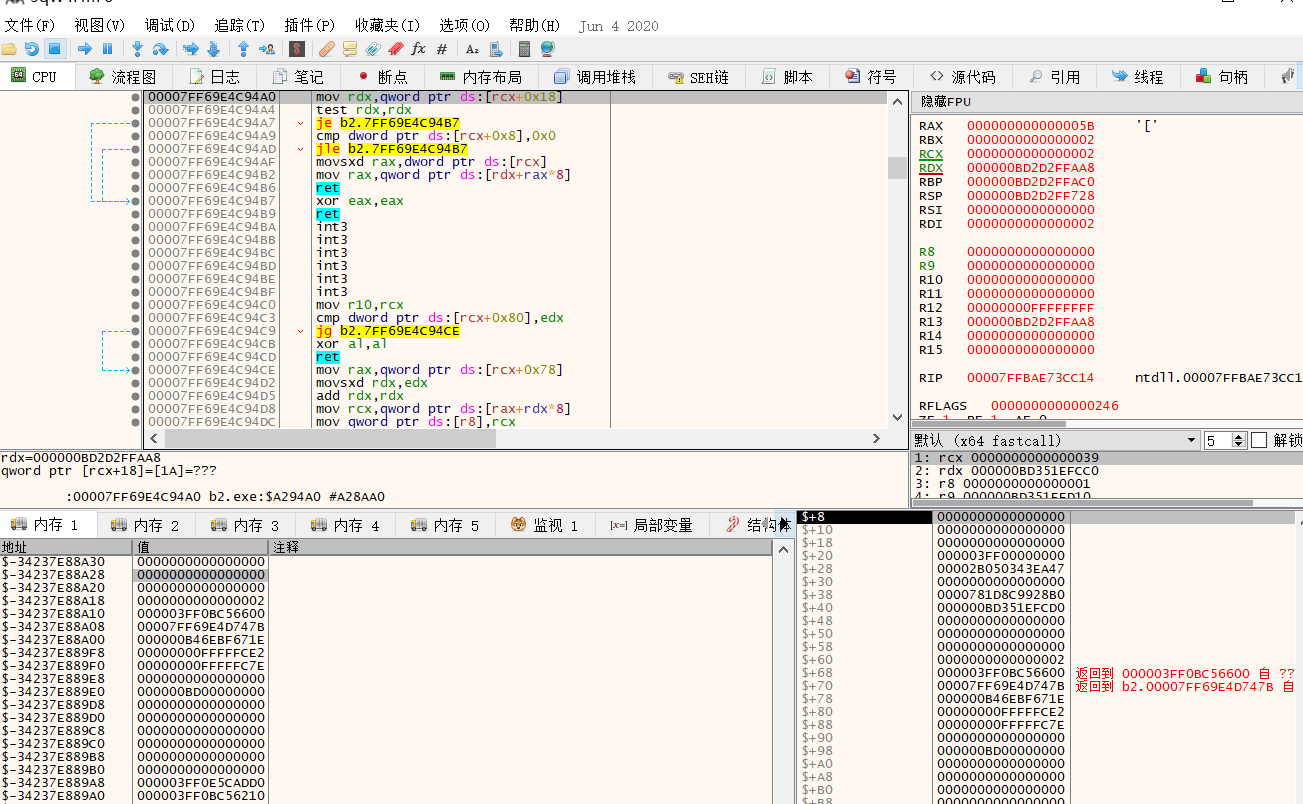 文件(F) 视图(V) 调试(D) 追踪(T) 插件(P) 收藏夹(I) 选项(O) 帮助(H) Jun 4 2020
CPU 流程图 日志 笔记 断点 内存布局 调用堆栈 SEH链 脚本 符号 源代码 引用 线程 句柄
00007FF69E4C94A0 mov rdx,qword ptr ds:[rcx+0x18]
00007FF69E4C94A4 test rdx,rdx
00007FF69E4C94A7 je b2.7FF69E4C94B7
00007FF69E4C94A9 cmp dword ptr ds:[rcx+0x8],0x0
00007FF69E4C94AD jle b2.7FF69E4C94B7
00007FF69E4C94AF movsxd rax,dword ptr ds:[rcx]
00007FF69E4C94B2 mov rax,qword ptr ds:[rdx+rax*8]
00007FF69E4C94B6 ret
00007FF69E4C94B7 xor eax,eax
00007FF69E4C94B9 ret
00007FF69E4C94BA int3
00007FF69E4C94BB int3
00007FF69E4C94BC int3
00007FF69E4C94BD int3
00007FF69E4C94BE int3
00007FF69E4C94BF int3
00007FF69E4C94C0 mov r10,rcx
00007FF69E4C94C3 cmp dword ptr ds:[rcx+0x80],edx
00007FF69E4C94C9 jg b2.7FF69E4C94CE
00007FF69E4C94CB xor al,al
00007FF69E4C94CD ret
00007FF69E4C94CE mov rax,qword ptr ds:[rcx+0x78]
00007FF69E4C94D2 movsxd rdx,edx
00007FF69E4C94D5 add rdx,rdx
00007FF69E4C94D8 mov rcx,qword ptr ds:[rax+rdx*8]
00007FF69E4C94DC mov qword ptr ds:[r8],rcx
隐藏FPU
RAX 000000000000005B '['
RBX 0000000000000002
RCX 0000000000000002
RDX 000000BD2D2FFAA8
RBP 000000BD2D2FFAC0
RSP 000000BD2D2FF728
RSI 0000000000000000
RDI 0000000000000002
R8 0000000000000000
R9 0000000000000000
R10 0000000000000000
R11 0000000000000000
R12 00000000FFFFFFFF
R13 000000BD2D2FFAA8
R14 0000000000000000
R15 0000000000000000
RIP 00007FFBAE73CC14 ntdll.00007FFBAE73CC1
RFLAGS 0000000000000246
默认 (x64 fastcall) 5 解锁
1: rcx 0000000000000039
2: rdx 000000BD351EFCC0
3: r8 0000000000000001
4: r9 000000BD351EFD10
rdx=000000BD2D2FFAA8
qword ptr [rcx+18]=[1A]=???
:00007FF69E4C94A0 b2.exe:$A294A0 #A28AA0
内存 1 内存 2 内存 3 内存 4 内存 5 监视 1 [x=] 局部变量 结构体
地址 值 注释
$-34237E88A30 0000000000000000
$-34237E88A28 0000000000000000
$-34237E88A20 0000000000000000
$-34237E88A18 0000000000000002
$-34237E88A10 000003FF0BC56600
$-34237E88A08 00007FF69E4D747B
$-34237E88A00 000000B46EBF671E
$-34237E889F8 00000000FFFFFCE2
$-34237E889F0 00000000FFFFFC7E
$-34237E889E8 0000000000000000
$-34237E889E0 000000BD00000000
$-34237E889D8 0000000000000000
$-34237E889D0 0000000000000000
$-34237E889C8 0000000000000000
$-34237E889C0 0000000000000000
$-34237E889B8 0000000000000000
$-34237E889B0 0000000000000000
$-34237E889A8 000003FF0E5CADD0
$-34237E889A0 000003FF0BC56210
$+8 0000000000000000
$+10 0000000000000000
$+18 0000000000000000
$+20 000003FF00000000
$+28 00002B050343EA47
$+30 0000000000000000
$+38 0000781D8C9928B0
$+40 000000BD351EFCD0
$+48 0000000000000000
$+50 0000000000000000
$+58 0000000000000000
$+60 0000000000000002
$+68 000003FF0BC56600 返回到 000003FF0BC56600 自 ??
$+70 00007FF69E4D747B 返回到 b2.00007FF69E4D747B 自
$+78 000000B46EBF671E
$+80 00000000FFFFFCE2
$+88 00000000FFFFFC7E
$+90 0000000000000000
$+98 000000BD00000000
$+A0 0000000000000000
$+A8 0000000000000000
$+B0 0000000000000000
$+B8 0000000000000000